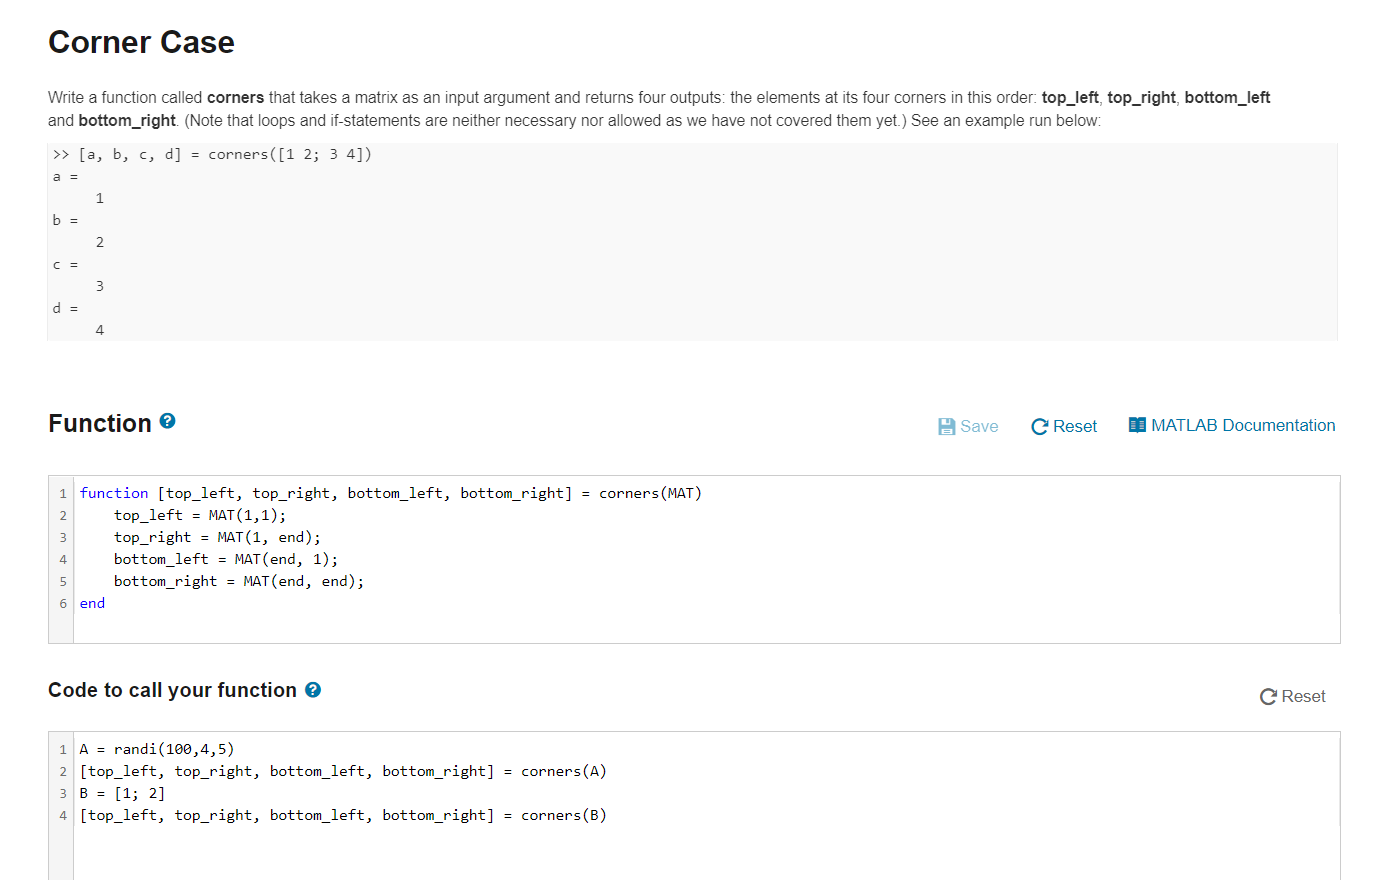 Corner Case
Write a function called corners that takes a matrix as an input argument and returns four outputs: the elements at its four corners in this order: top_left, top_right, bottom_left
and bottom_right. (Note that loops and if-statements are neither necessary nor allowed as we have not covered them yet.) See an example run below:
>> [a, b, c, d] = corners([1 2; 3 4])
a =
     1
b =
     2
c =
     3
d =
     4
Function ?
Save Reset MATLAB Documentation
1 function [top_left, top_right, bottom_left, bottom_right] = corners(MAT)
2     top_left = MAT(1,1);
3     top_right = MAT(1, end);
4     bottom_left = MAT(end, 1);
5     bottom_right = MAT(end, end);
6 end
Code to call your function ?
Reset
1 A = randi(100,4,5)
2 [top_left, top_right, bottom_left, bottom_right] = corners(A)
3 B = [1; 2]
4 [top_left, top_right, bottom_left, bottom_right] = corners(B)